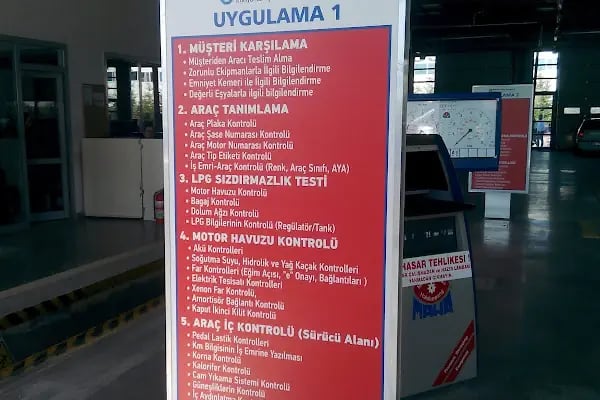 UYGULAMA 1
1. MÜŞTERİ KARŞILAMA
• Müşteriden Aracı Teslim Alma
• Zorunlu Ekipmanlarla İlgili Bilgilendirme
• Emniyet Kemeri ile İlgili Bilgilendirme
• Değerli Eşyalarla ilgili bilgilendirme
2. ARAÇ TANIMLAMA
• Araç Plaka Kontrolü
• Araç Şase Numarası Kontrolü
• Araç Motor Numarası Kontrolü
• Araç Tip Etiketi Kontrolü
• İş Emri-Araç Kontrolü (Renk, Araç Sınıfı, AYA)
3. LPG SIZDIRMAZLIK TESTİ
• Motor Havuzu Kontrolü
• Bagaj Kontrolü
• Dolum Ağzı Kontrolü
• LPG Bilgilerinin Kontrolü (Regülatör/Tank)
4. MOTOR HAVUZU KONTROLÜ
• Akü Kontrolleri
• Soğutma Suyu, Hidrolik ve Yağ Kaçak Kontrolleri
• Far Kontrolleri (Eğim Açısı, "e" Onayı, Bağlantıları )
• Elektrik Tesisatı Kontrolleri
• Xenon Far Kontrolü,
• Amortisör Bağlantı Kontrolü
• Kaput İkinci Kilit Kontrolü
5. ARAÇ İÇ KONTROLÜ (Sürücü Alanı)
• Pedal Lastik Kontrolleri
• Km Bilgisinin İş Emrine Yazılması
• Korna Kontrolü
• Kalorifer Kontrolü
• Cam Yıkama Sistemi Kontrolü
• Güneşliklerin Kontrolü
• İç Aydınlatma
UYGULAMA 2
HASAR TEHLİKESİ
MAHA